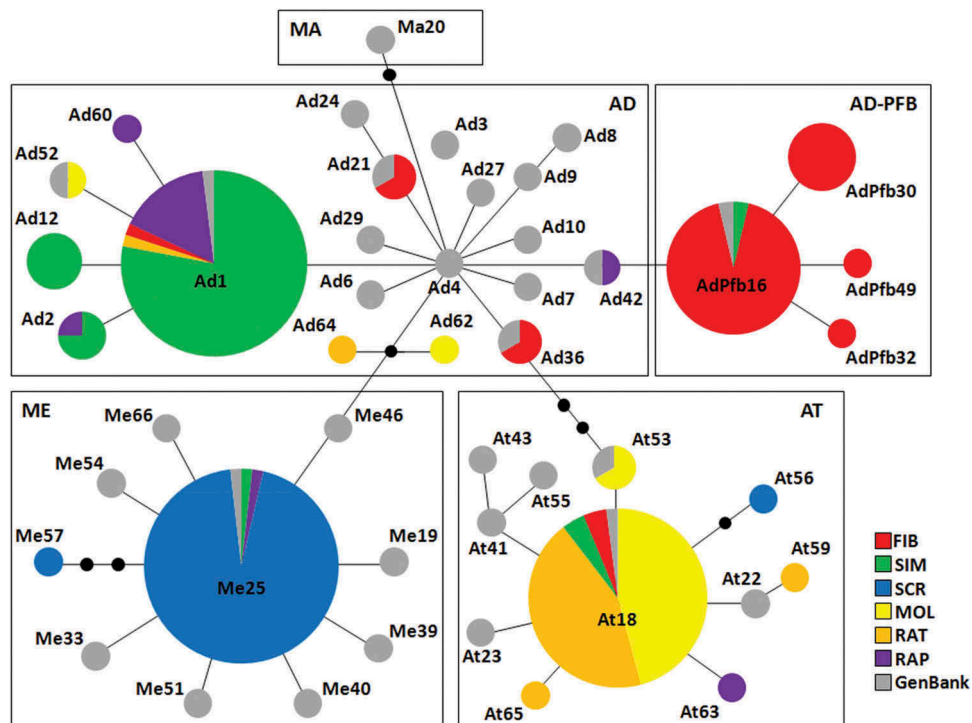 MA
Ma20
AD
Ad60
Ad52
Ad12
Ad2
Ad1
Ad24
Ad21
Ad29
Ad6
Ad3
Ad27
Ad8
Ad9
Ad10
Ad7
Ad4
Ad42
Ad64
Ad62
Ad36
AD-PFB
AdPfb30
AdPfb16
AdPfb49
AdPfb32
ME
Me66
Me46
Me54
Me57
Me25
Me19
Me33
Me39
Me51
Me40
AT
At43
At55
At53
At41
At56
At59
At22
At18
At23
At65
At63
FIB
SIM
SCR
MOL
RAT
RAP
GenBank